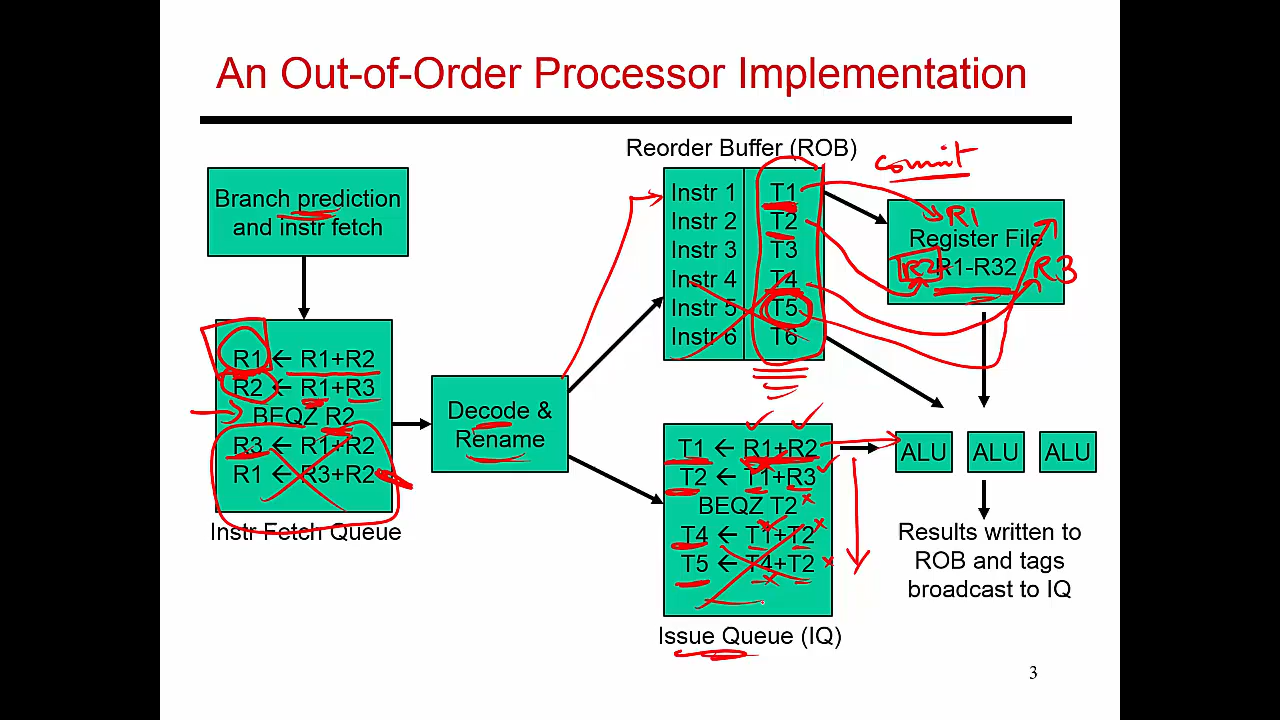 An Out-of-Order Processor Implementation
Branch prediction
and instr fetch
R1 ← R1+R2
R2 ← R1+R3
BEQZ R2
R3 ← R1+R2
R1 ← R3+R2
Instr Fetch Queue
Decode &
Rename
Reorder Buffer (ROB)
Instr 1 T1
Instr 2 T2
Instr 3 T3
Instr 4 T4
Instr 5 T5
Instr 6 T6
commit
R1
Register File
R1-R32
R2
R3
T1 ← R1+R2
T2 ← T1+R3
BEQZ T2
T4 ← T1+T2
T5 ← T4+T2
Issue Queue (IQ)
ALU
ALU
ALU
Results written to
ROB and tags
broadcast to IQ
3